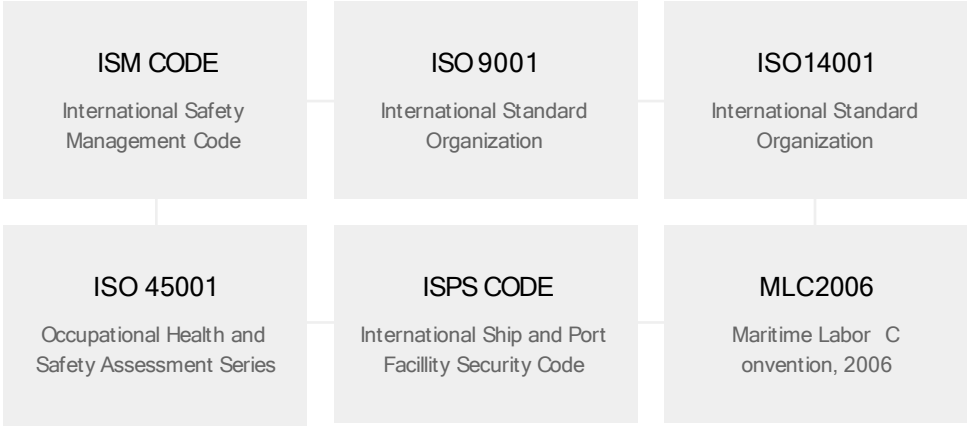 ISM CODE
International Safety
Management Code
ISO 9001
International Standard
Organization
ISO14001
International Standard
Organization
ISO 45001
Occupational Health and
Safety Assessment Series
ISPS CODE
International Ship and Port
Facillity Security Code
MLC2006
Maritime Labor C
onvention, 2006